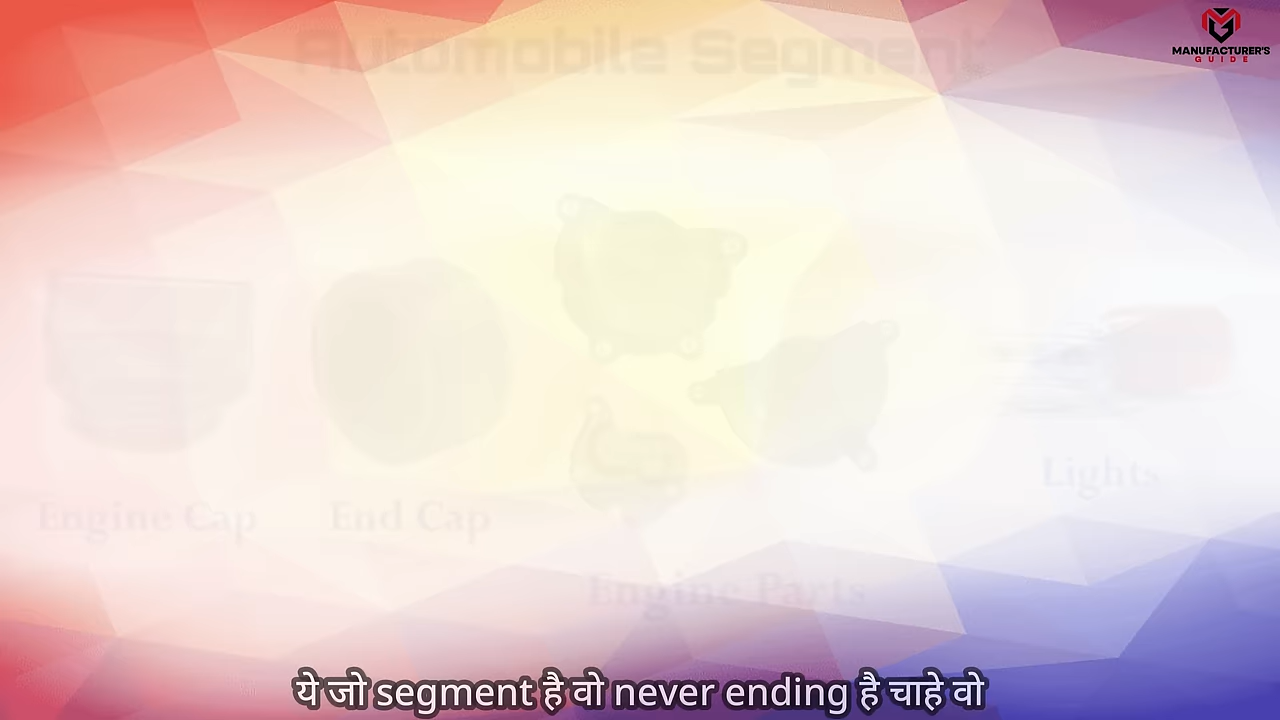 Automobile Segment
MANUFACTURER'S
GUIDE
Engine Cap
End Cap
Lights
Engine Parts
ये जो segment है वो never ending है चाहे वो